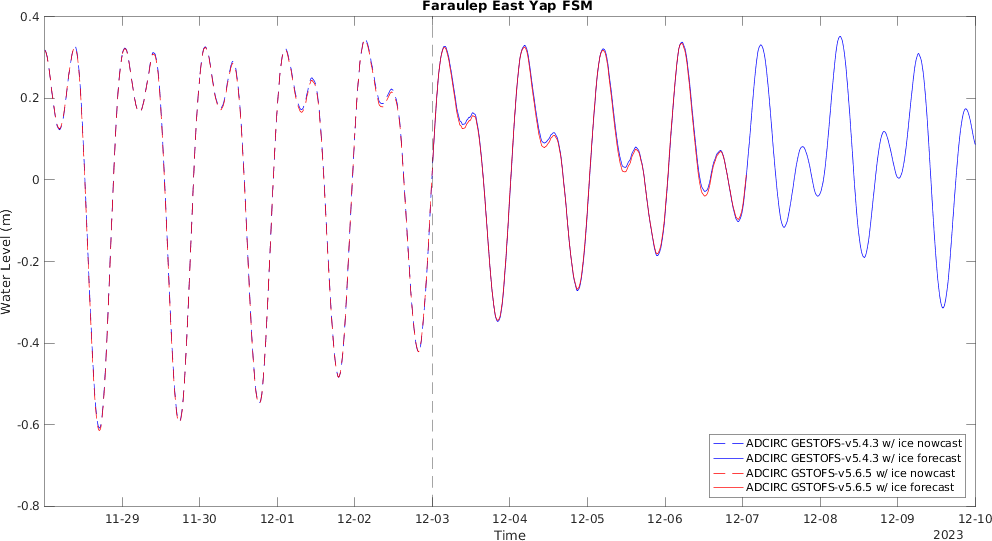 Faraulep East Yap FSM
0.4
0.2
0
-0.2
-0.4
-0.6
-0.8
Water Level (m)
ADCIRC GESTOFS-v5.4.3 w/ ice nowcast
ADCIRC GESTOFS-v5.4.3 w/ ice forecast
ADCIRC GSTOFS-v5.6.5 w/ ice nowcast
ADCIRC GSTOFS-v5.6.5 w/ ice forecast
11-29 11-30 12-01 12-02 12-03 12-04 12-05 12-06 12-07 12-08 12-09 12-10
Time
2023